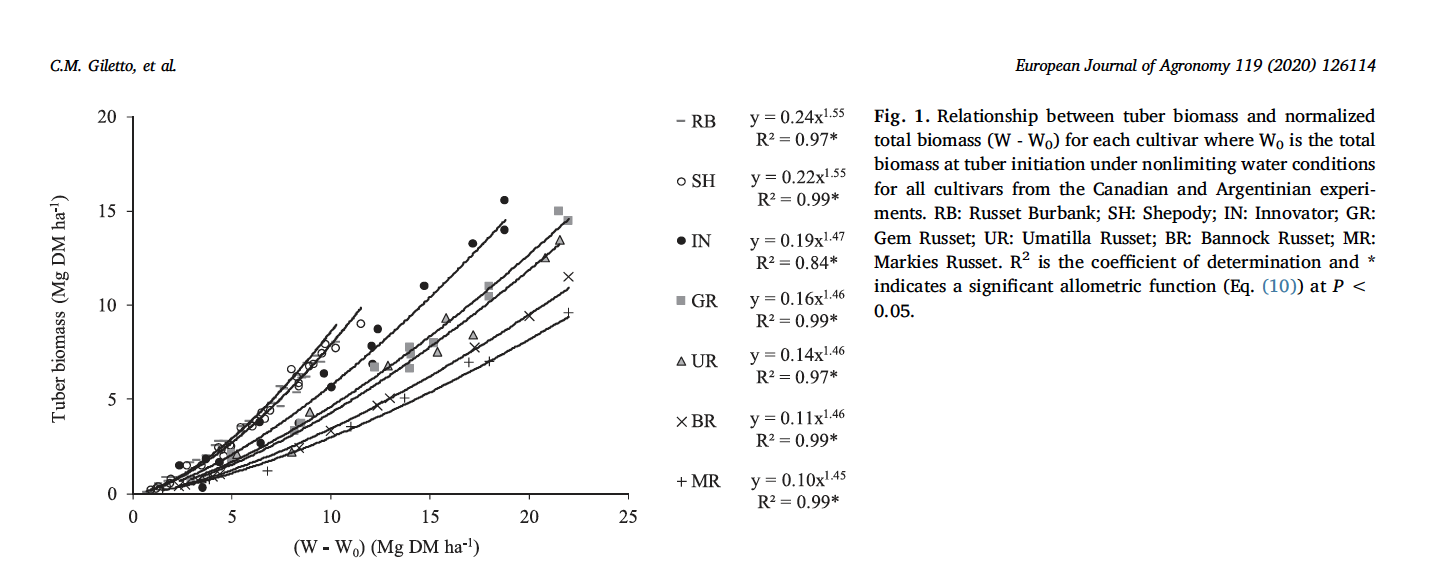 C.M. Giletto, et al.
European Journal of Agronomy 119 (2020) 126114
20
15
10
5
0
Tuber biomass (Mg DM ha⁻¹)
0 5 10 15 20 25
(W - W₀) (Mg DM ha⁻¹)
– RB y = 0.24x¹·⁵⁵
R² = 0.97*
○ SH y = 0.22x¹·⁵⁵
R² = 0.99*
● IN y = 0.19x¹·⁴⁷
R² = 0.84*
■ GR y = 0.16x¹·⁴⁶
R² = 0.99*
△ UR y = 0.14x¹·⁴⁶
R² = 0.97*
× BR y = 0.11x¹·⁴⁶
R² = 0.99*
+ MR y = 0.10x¹·⁴⁵
R² = 0.99*
Fig. 1. Relationship between tuber biomass and normalized
total biomass (W - W₀) for each cultivar where W₀ is the total
biomass at tuber initiation under nonlimiting water conditions
for all cultivars from the Canadian and Argentinian experi-
ments. RB: Russet Burbank; SH: Shepody; IN: Innovator; GR:
Gem Russet; UR: Umatilla Russet; BR: Bannock Russet; MR:
Markies Russet. R² is the coefficient of determination and *
indicates a significant allometric function (Eq. (10)) at P <
0.05.